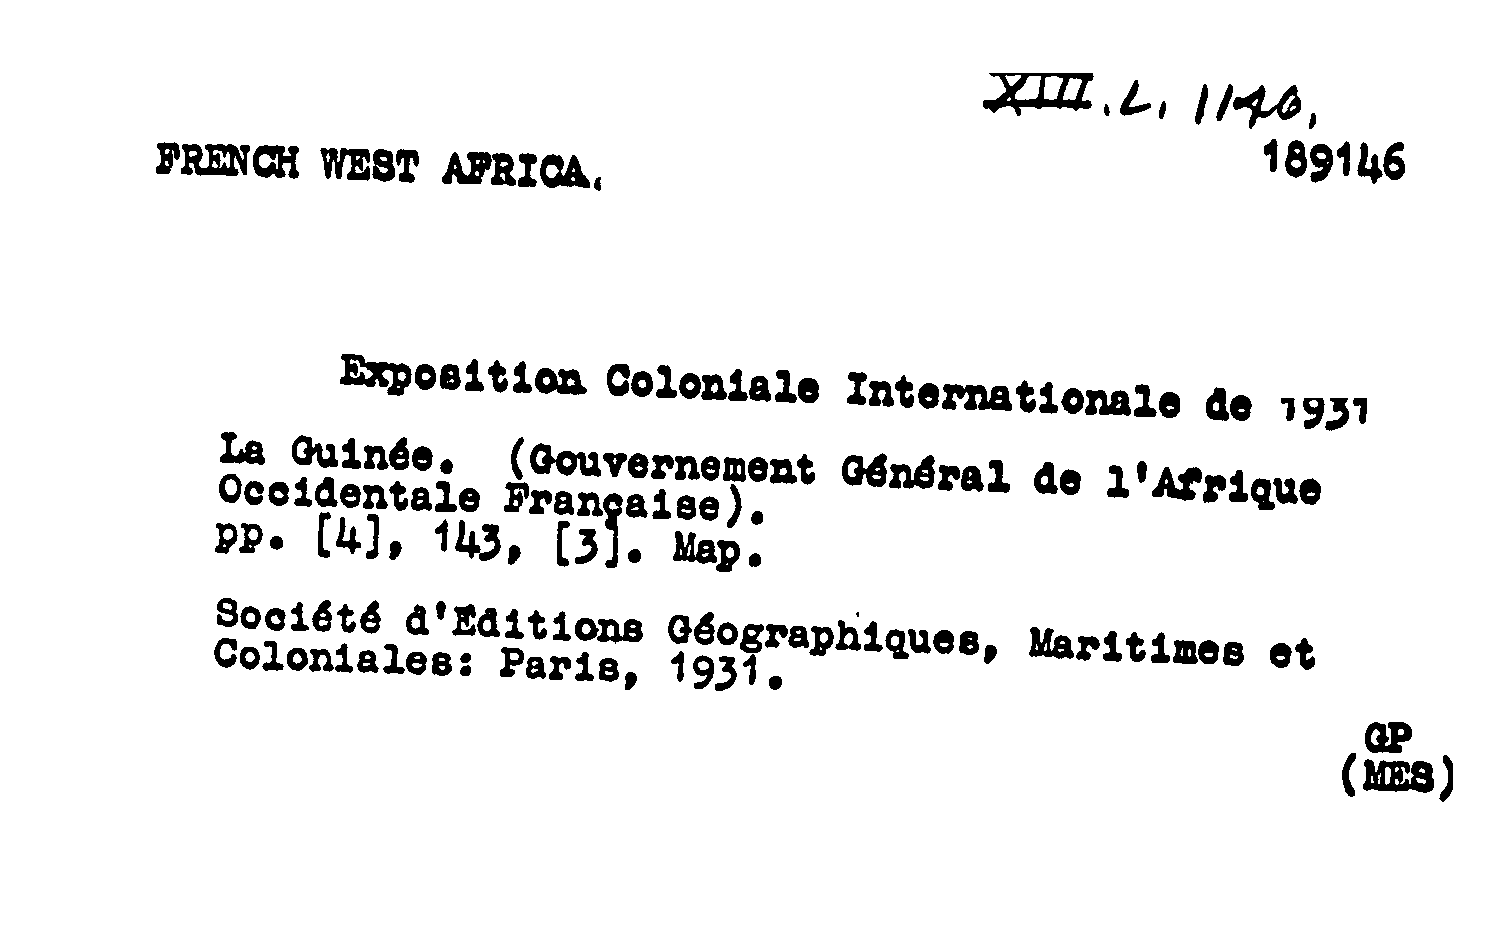 XIII. L. 1140.
189146
FRENCH WEST AFRICA.
Exposition Coloniale Internationale de 1931
La Guinée. (Gouvernement Général de l'Afrique
Occidentale Française).
pp. [4], 143, [3]. Map.
Société d'Editions Géographiques, Maritimes et
Coloniales: Paris, 1931.
GP
(MES)